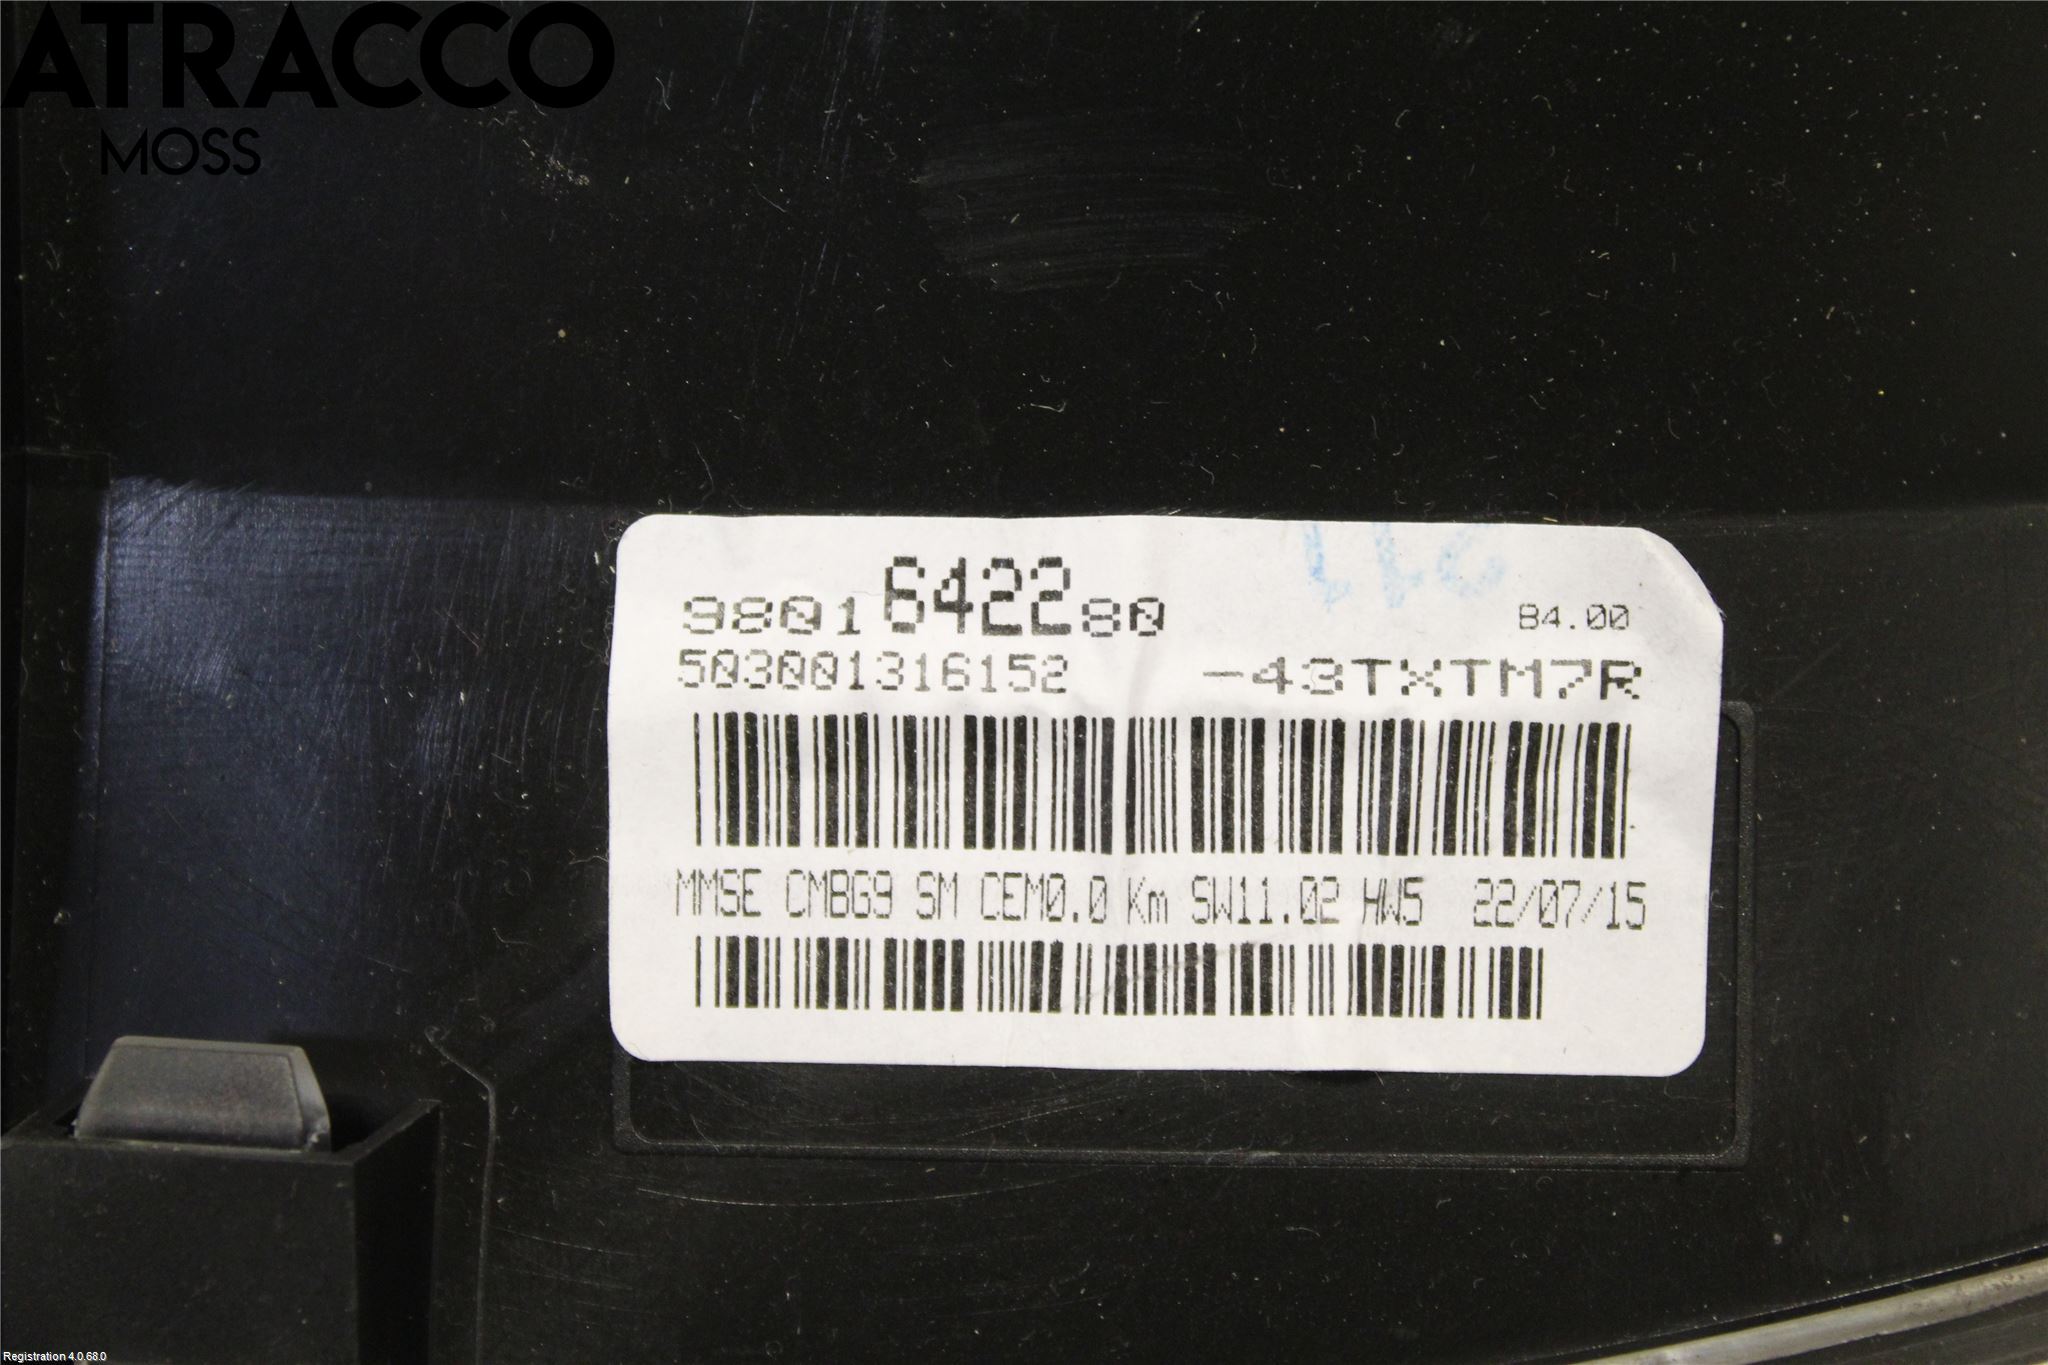 ATRACCO
MOSS
9801642280
B4.00
503001316152 -43TXTM7R
MMSE CMBG9 SM CEM0.0 Km SW11.02 HW5 22/07/15
Registration 4.0.68.0